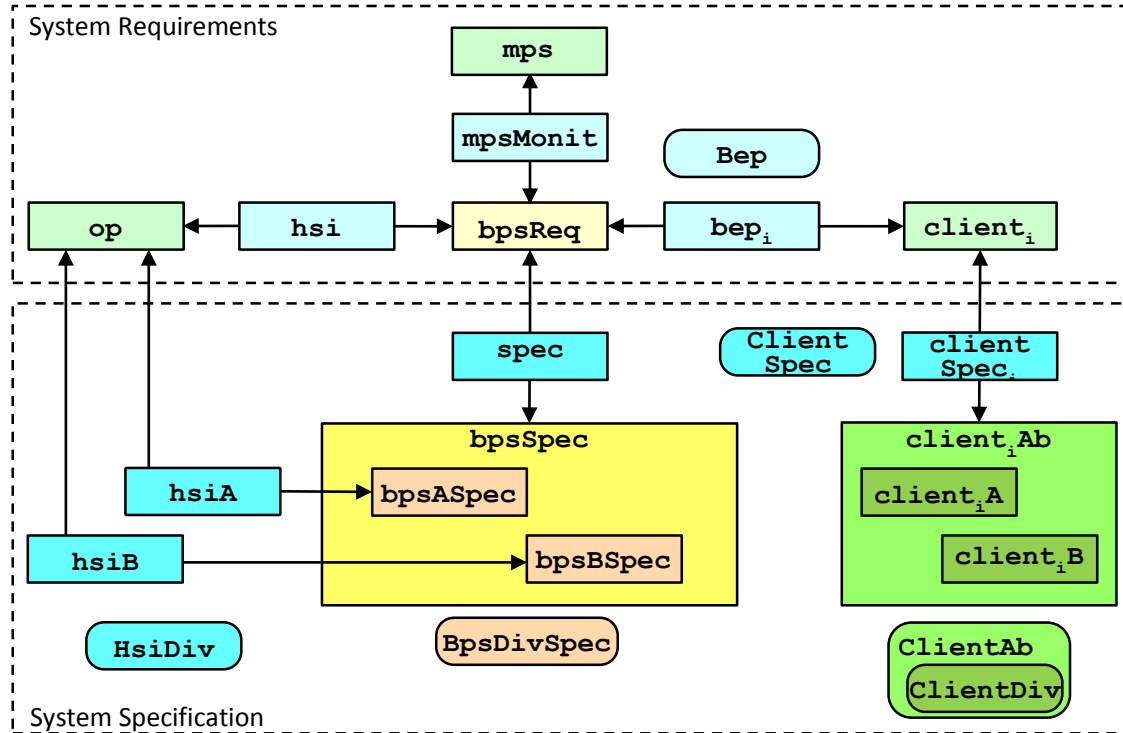 System Requirements
mps
mpsMonit
Bep
op
hsi
bpsReq
bepᵢ
clientᵢ
spec
Client
Spec
client
Specᵢ
bpsSpec
clientᵢAb
hsiA
bpsASpec
clientᵢA
hsiB
bpsBSpec
clientᵢB
HsiDiv
BpsDivSpec
ClientAb
ClientDiv
System Specification